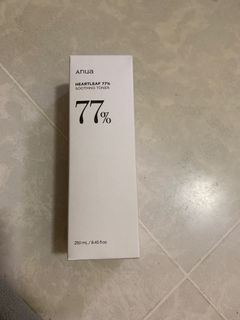 Anua
HEARTLEAF 77%
SOOTHING TONER
77%
250 mL / 8.45 fl.oz